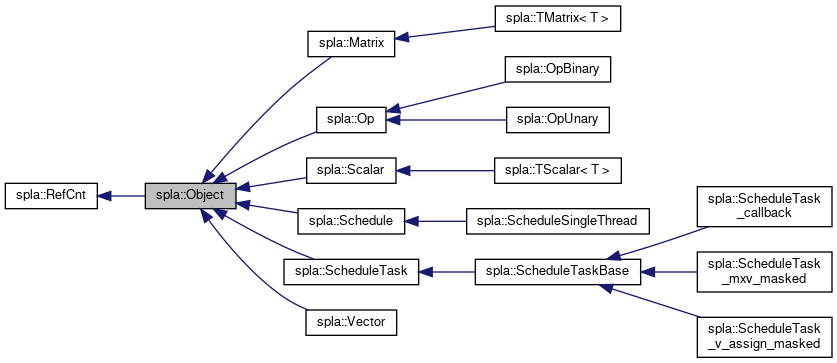 spla::RefCnt
spla::Object
spla::Matrix
spla::Op
spla::Scalar
spla::Schedule
spla::ScheduleTask
spla::Vector
spla::TMatrix< T >
spla::OpBinary
spla::OpUnary
spla::TScalar< T >
spla::ScheduleSingleThread
spla::ScheduleTaskBase
spla::ScheduleTask
_callback
spla::ScheduleTask
_mxv_masked
spla::ScheduleTask
_v_assign_masked